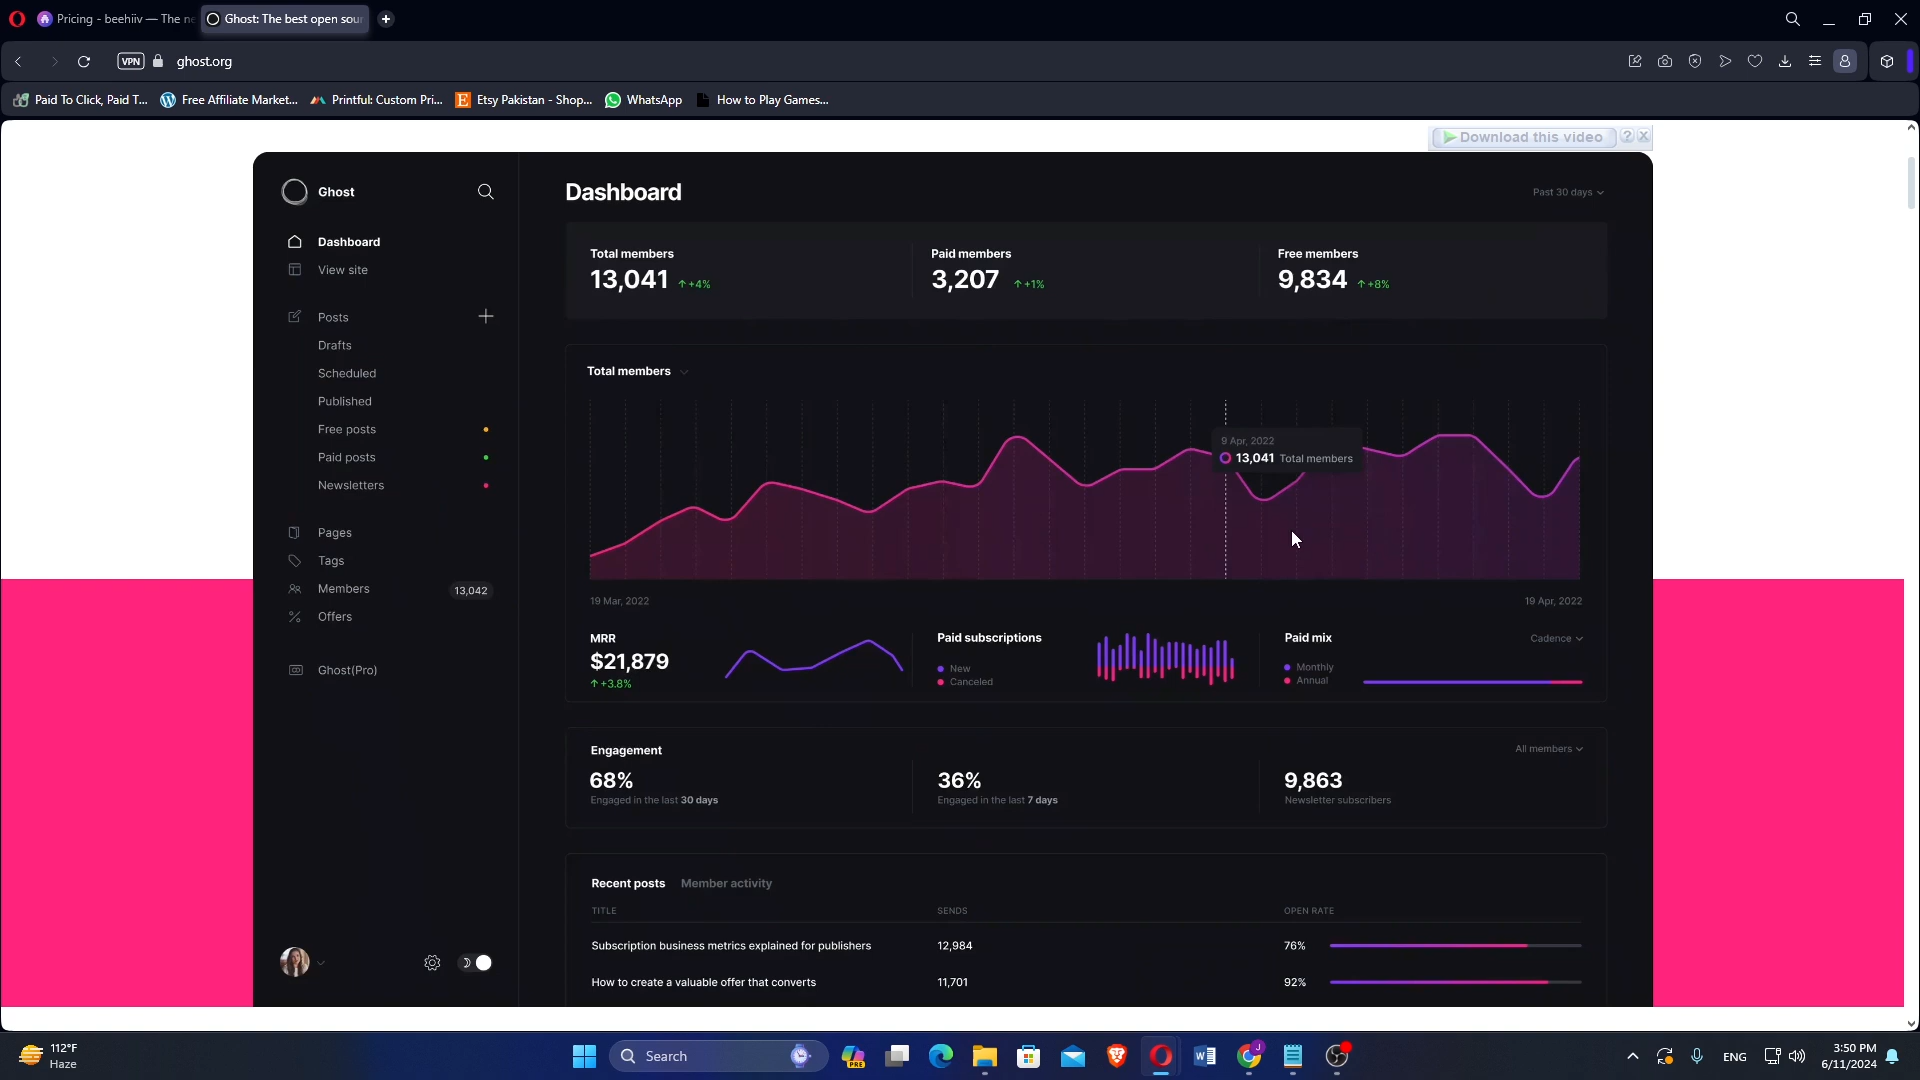 Pricing - beehiiv — The ne
Ghost: The best open sour
VPN
ghost.org
Paid To Click, Paid T...
Free Affiliate Market...
Printful: Custom Pri...
Etsy Pakistan - Shop...
WhatsApp
How to Play Games...
Download this video
?
Ghost
Dashboard
View site
Posts
Drafts
Scheduled
Published
Free posts
Paid posts
Newsletters
Pages
Tags
Members
13,042
Offers
Ghost(Pro)
Dashboard
Past 30 days
Total members
13,041 ↑+4%
Paid members
3,207 ↑+1%
Free members
9,834 ↑+8%
Total members
9 Apr, 2022
13,041 Total members
19 Mar, 2022
19 Apr, 2022
MRR
$21,879
↑+3.8%
Paid subscriptions
New
Canceled
Paid mix
Cadence
Monthly
Annual
Engagement
All members
68%
Engaged in the last 30 days
36%
Engaged in the last 7 days
9,863
Newsletter subscribers
Recent posts Member activity
TITLE SENDS OPEN RATE
Subscription business metrics explained for publishers 12,984 76%
How to create a valuable offer that converts 11,701 92%
112°F
Haze
Search
PRE
J
ENG
3:50 PM
6/11/2024